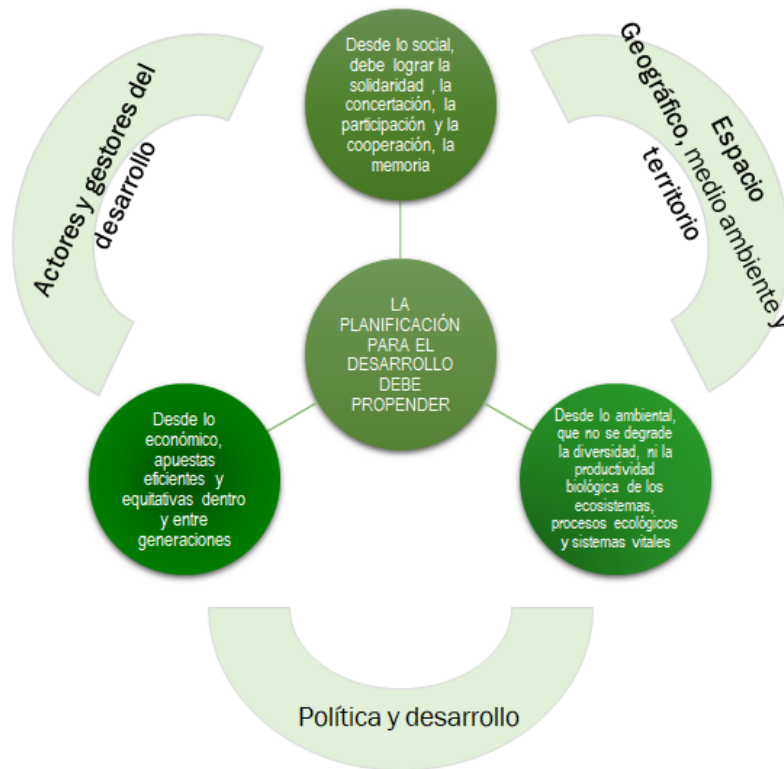 Desde lo social,
debe lograr la
solidaridad , la
concertación, la
participación y la
cooperación, la
memoria
Actores y gestores del
desarrollo
Espacio
Geográfico, medio ambiente y
territorio
LA
PLANIFICACIÓN
PARA EL
DESARROLLO
DEBE
PROPENDER
Desde lo
económico,
apuestas
eficientes y
equitativas dentro
y entre
generaciones
Desde lo ambiental,
que no se degrade
la diversidad, ni la
productividad
biológica de los
ecosistemas,
procesos ecológicos
y sistemas vitales
Política y desarrollo